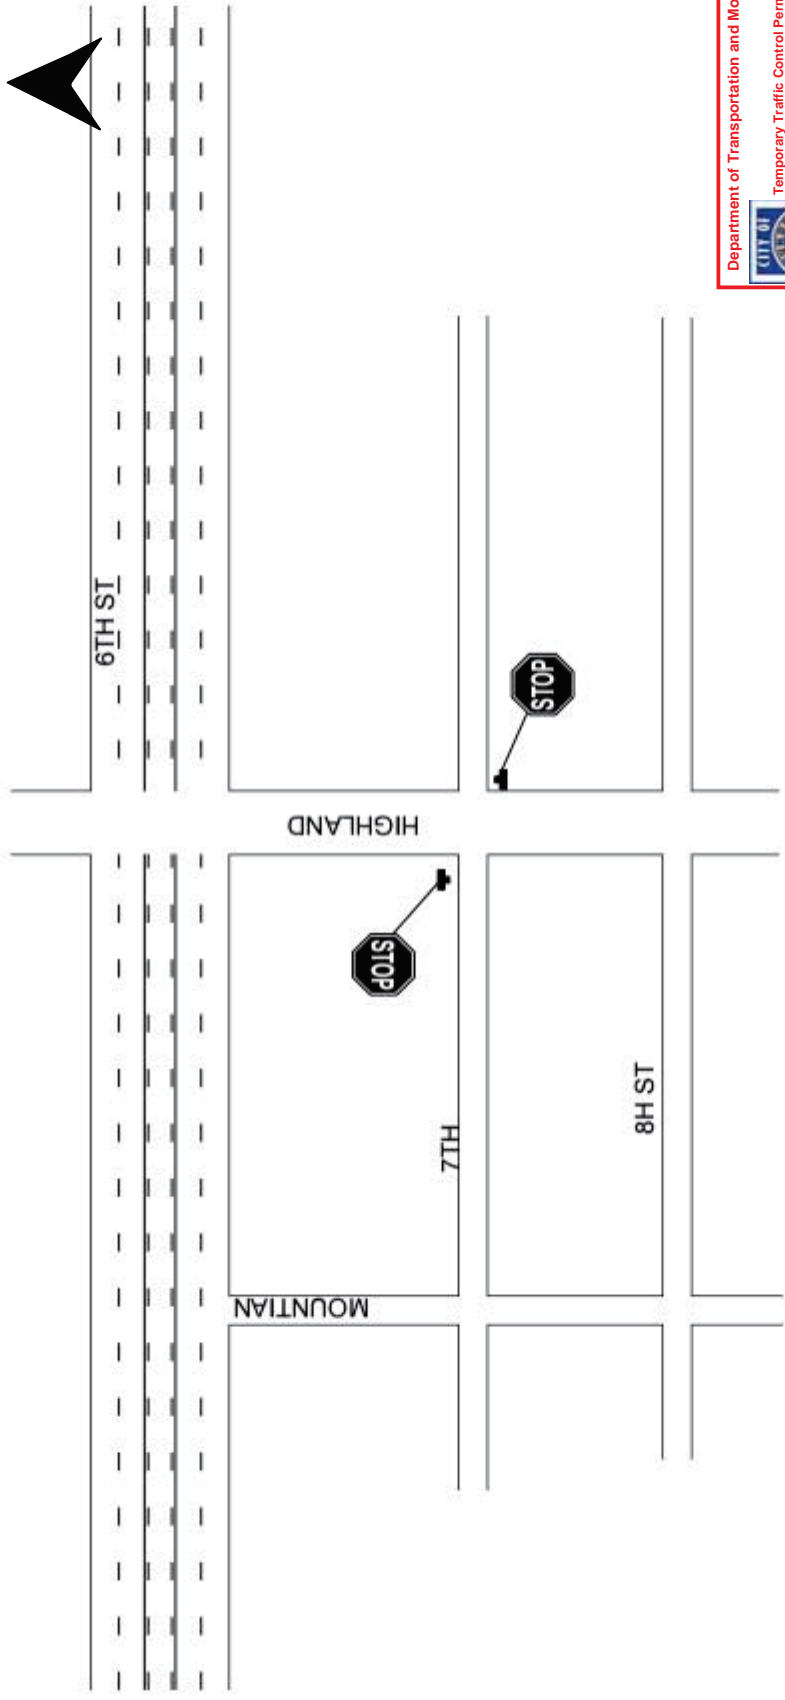 6TH ST
HIGHLAND
STOP
STOP
7TH
8H ST
MOUNTIAN
Department of Transportation and Mo
Temporary Traffic Control Perm
CITY OF